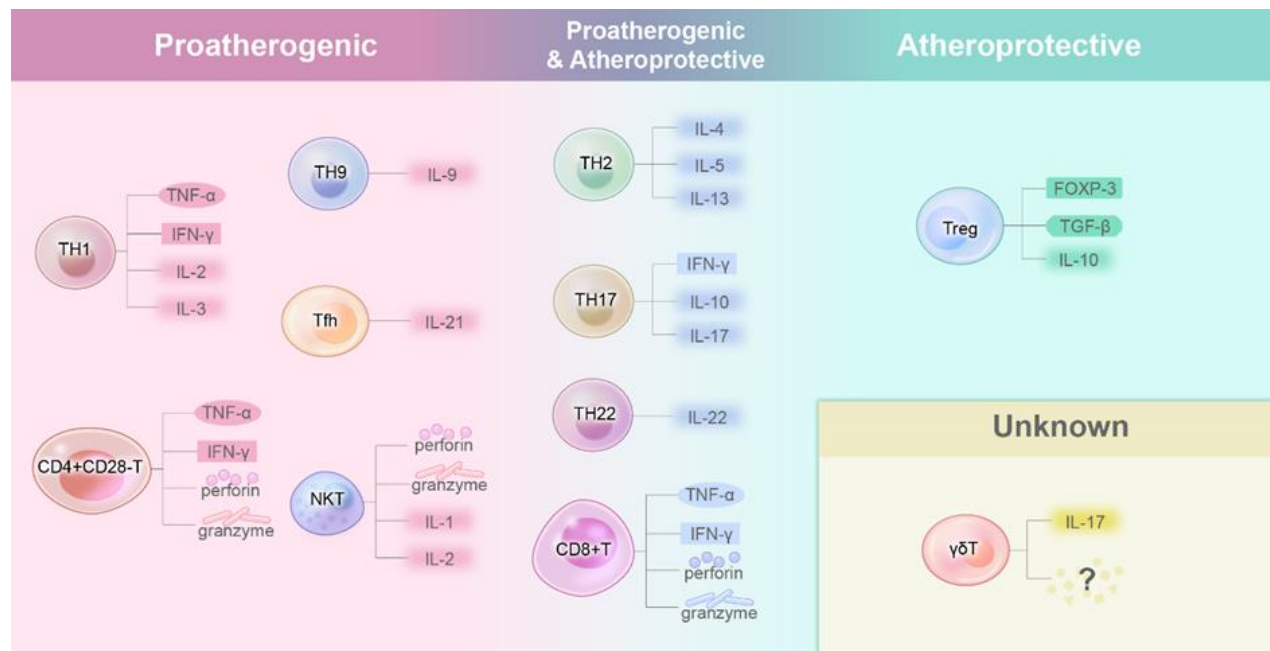 Proatherogenic
Proatherogenic
& Atheroprotective
Atheroprotective
TH1
TNF-α
IFN-γ
IL-2
IL-3
TH9
IL-9
Tfh
IL-21
CD4+CD28-T
TNF-α
IFN-γ
perforin
granzyme
NKT
perforin
granzyme
IL-1
IL-2
TH2
IL-4
IL-5
IL-13
TH17
IFN-γ
IL-10
IL-17
TH22
IL-22
CD8+T
TNF-α
IFN-γ
perforin
granzyme
Treg
FOXP-3
TGF-β
IL-10
Unknown
γδT
IL-17
?